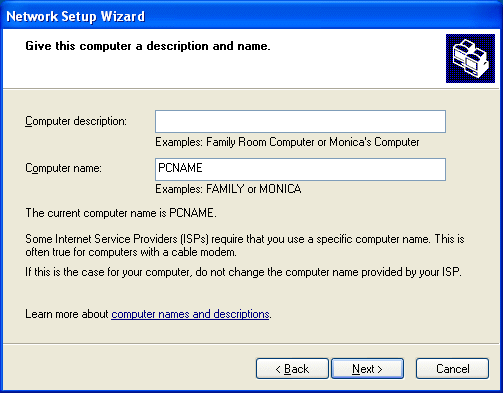 Network Setup Wizard
Give this computer a description and name.
Computer description:
Examples: Family Room Computer or Monica's Computer
Computer name: PCNAME
Examples: FAMILY or MONICA
The current computer name is PCNAME.
Some Internet Service Providers (ISPs) require that you use a specific computer name. This is
often true for computers with a cable modem.
If this is the case for your computer, do not change the computer name provided by your ISP.
Learn more about computer names and descriptions.
< Back Next > Cancel